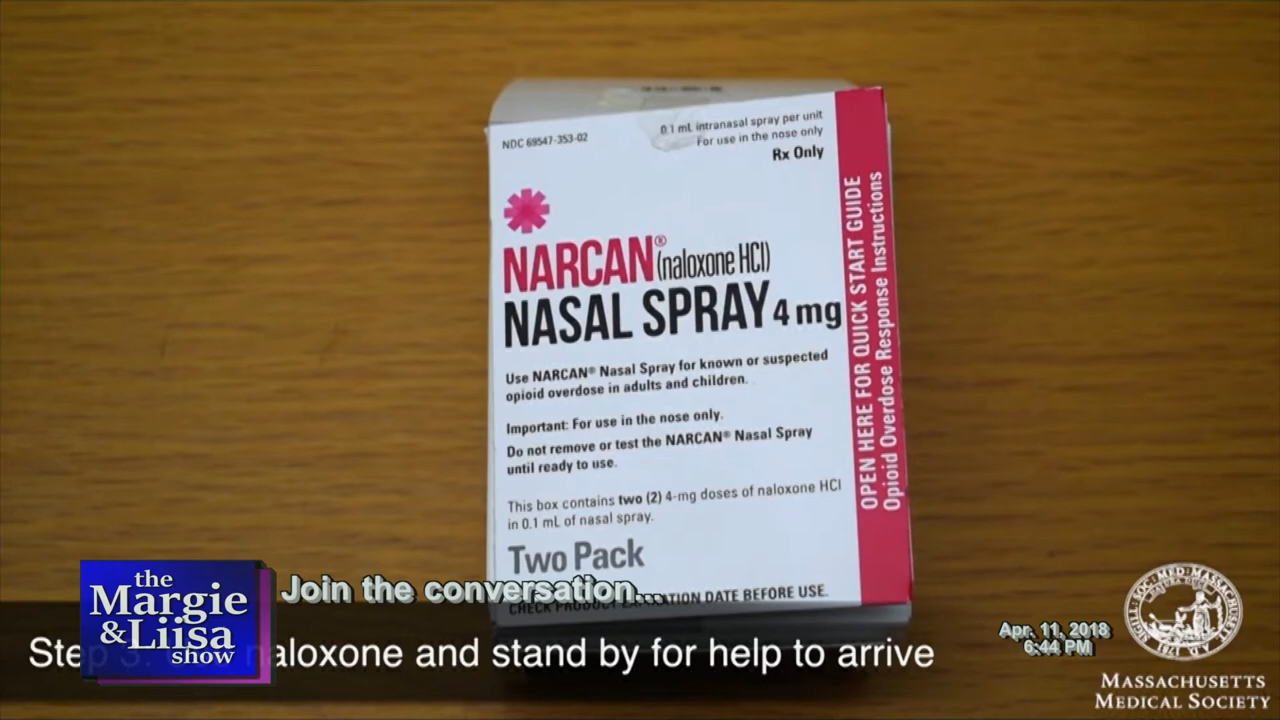 NDC 69547-353-02
0.1 mL intranasal spray per unit
For use in the nose only
Rx Only
NARCAN® (naloxone HCl)
NASAL SPRAY 4 mg
Use NARCAN® Nasal Spray for known or suspected
opioid overdose in adults and children.
Important: For use in the nose only.
Do not remove or test the NARCAN® Nasal Spray
until ready to use.
This box contains two (2) 4-mg doses of naloxone HCl
in 0.1 mL of nasal spray.
Two Pack
CHECK PRODUCT EXPIRATION DATE BEFORE USE.
OPEN HERE FOR QUICK START GUIDE
Opioid Overdose Response Instructions
the
Margie
& Liisa
show
Join the conversation...
Step 3: naloxone and stand by for help to arrive
Apr. 11, 2018
6:44 PM
MASSACHUSETTS
MEDICAL SOCIETY